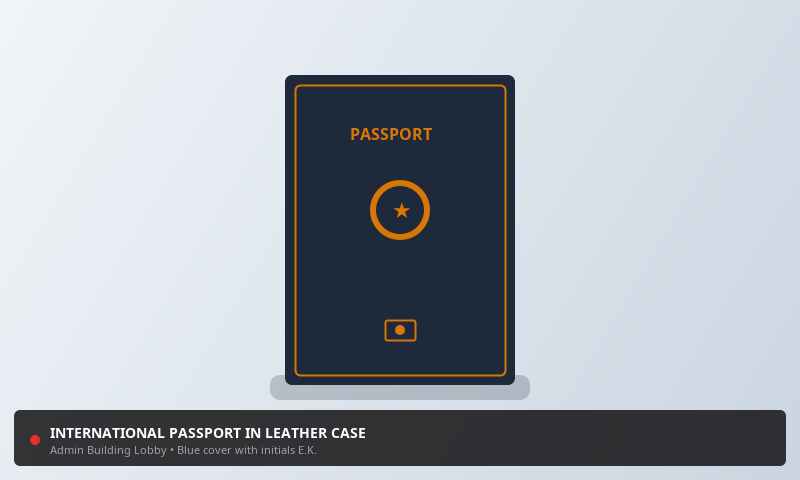 PASSPORT
INTERNATIONAL PASSPORT IN LEATHER CASE
Admin Building Lobby • Blue cover with initials E.K.